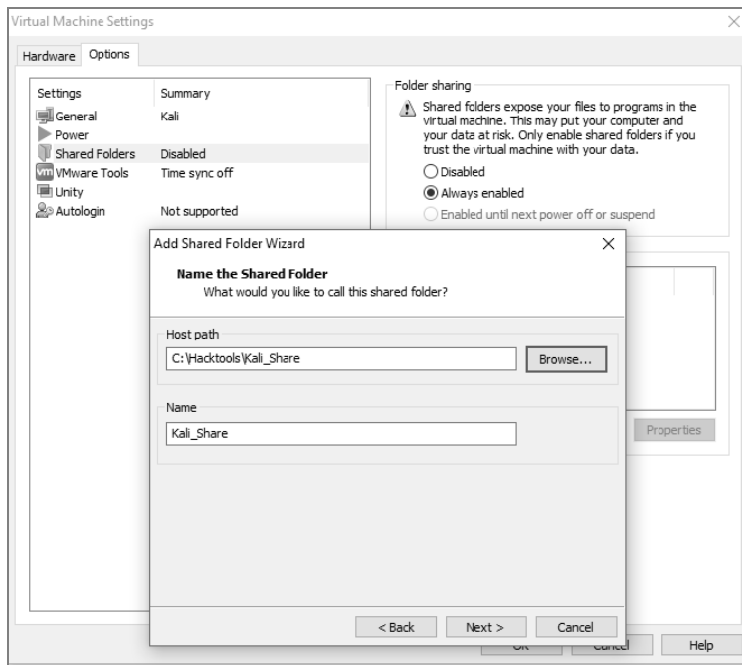 Virtual Machine Settings
Hardware Options
Settings Summary
General Kali
Power
Shared Folders Disabled
VMware Tools Time sync off
Unity
Autologin Not supported
Folder sharing
Shared folders expose your files to programs in the
virtual machine. This may put your computer and
your data at risk. Only enable shared folders if you
trust the virtual machine with your data.
Disabled
Always enabled
Enabled until next power off or suspend
Add Shared Folder Wizard
Name the Shared Folder
What would you like to call this shared folder?
Host path
C:\Hacktools\Kali_Share
Browse...
Name
Kali_Share
Properties
< Back Next > Cancel
OK Cancel Help